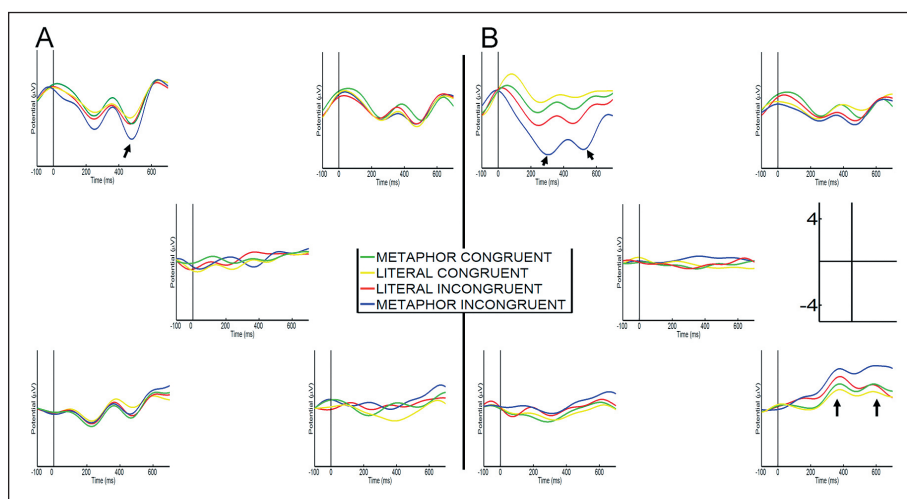 A
B
Potential (µV)
-100 0 200 400 600
Time (ms)
Potential (µV)
-100 0 200 400 600
Time (ms)
Potential (µV)
-100 0 200 400 600
Time (ms)
Potential (µV)
-100 0 200 400 600
Time (ms)
Potential (µV)
-100 0 200 400 600
Time (ms)
METAPHOR CONGRUENT
LITERAL CONGRUENT
LITERAL INCONGRUENT
METAPHOR INCONGRUENT
Potential (µV)
-100 0 200 400 600
Time (ms)
4
-4
Potential (µV)
-100 0 200 400 600
Time (ms)
Potential (µV)
-100 0 200 400 600
Time (ms)
Potential (µV)
-100 0 200 400 600
Time (ms)
Potential (µV)
-100 0 200 400 600
Time (ms)